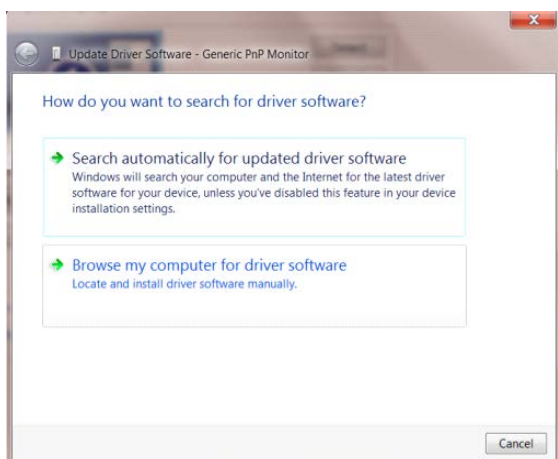 Update Driver Software - Generic PnP Monitor
How do you want to search for driver software?
Search automatically for updated driver software
Windows will search your computer and the Internet for the latest driver
software for your device, unless you've disabled this feature in your device
installation settings.
Browse my computer for driver software
Locate and install driver software manually.
Cancel